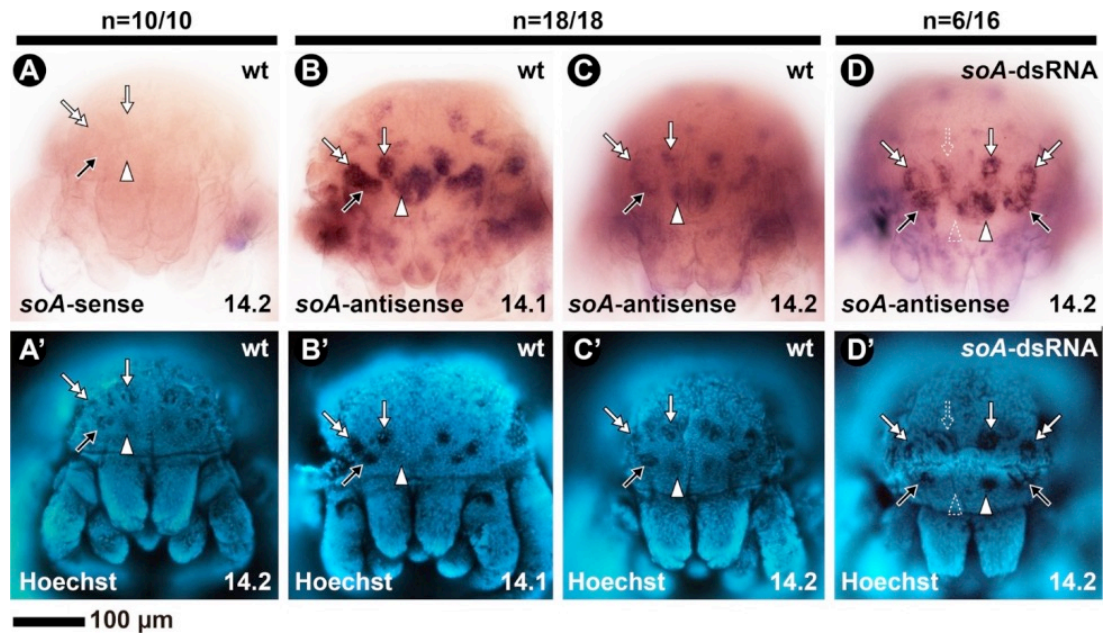 n=10/10
n=18/18
n=6/16
A
wt
soA-sense
14.2
B
wt
soA-antisense
14.1
C
wt
soA-antisense
14.2
D
soA-dsRNA
soA-antisense
14.2
A’
wt
Hoechst
14.2
B’
wt
Hoechst
14.1
C’
wt
Hoechst
14.2
D’
soA-dsRNA
Hoechst
14.2
100 µm